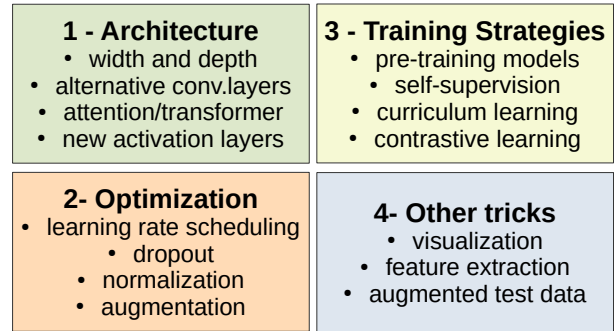 1 - Architecture
• width and depth
• alternative conv.layers
• attention/transformer
• new activation layers
3 - Training Strategies
• pre-training models
• self-supervision
• curriculum learning
• contrastive learning
2- Optimization
• learning rate scheduling
• dropout
• normalization
• augmentation
4- Other tricks
• visualization
• feature extraction
• augmented test data